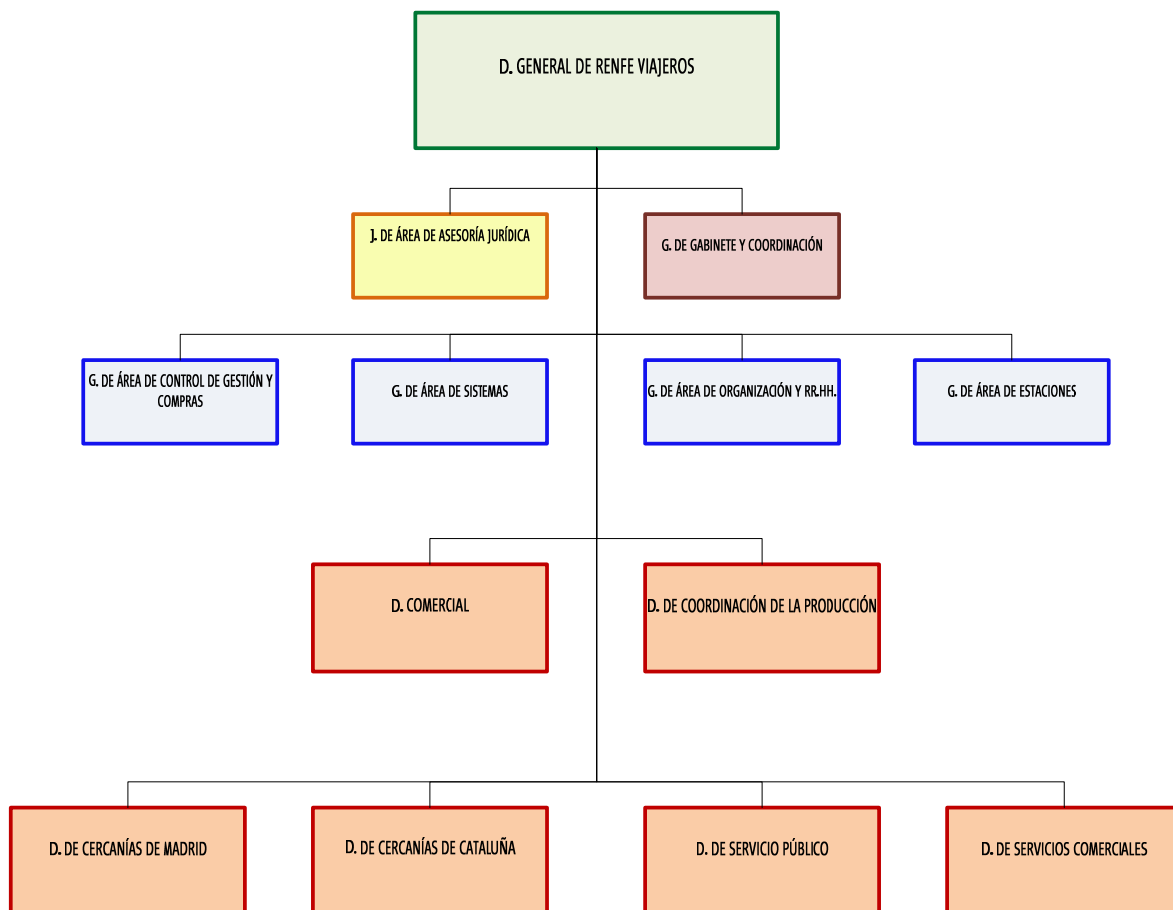 D. GENERAL DE RENFE VIAJEROS
J. DE ÁREA DE ASESORÍA JURÍDICA
G. DE GABINETE Y COORDINACIÓN
G. DE ÁREA DE CONTROL DE GESTIÓN Y
COMPRAS
G. DE ÁREA DE SISTEMAS
G. DE ÁREA DE ORGANIZACIÓN Y RR.HH.
G. DE ÁREA DE ESTACIONES
D. COMERCIAL
D. DE COORDINACIÓN DE LA PRODUCCIÓN
D. DE CERCANÍAS DE MADRID
D. DE CERCANÍAS DE CATALUÑA
D. DE SERVICIO PÚBLICO
D. DE SERVICIOS COMERCIALES